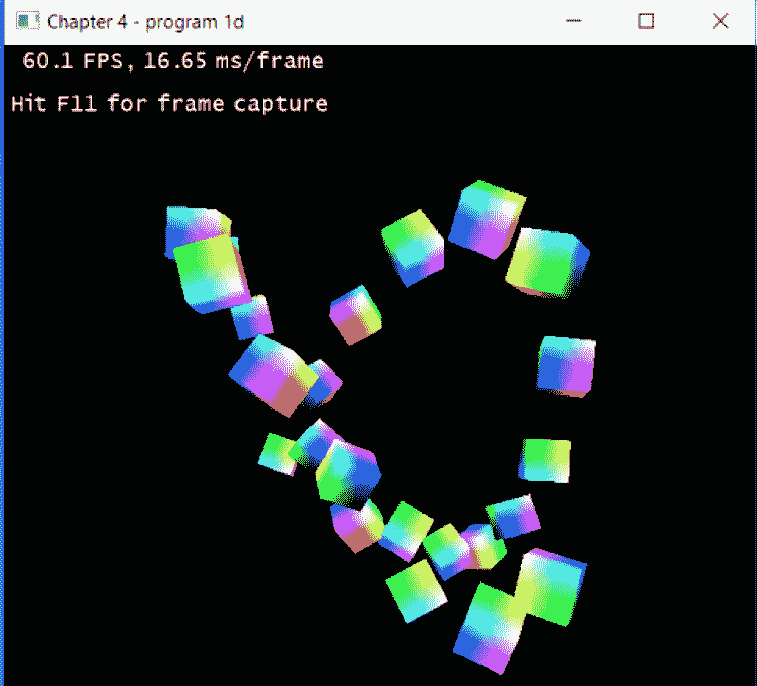 Chapter 4 - program 1d
60.1 FPS, 16.65 ms/frame
Hit F11 for frame capture